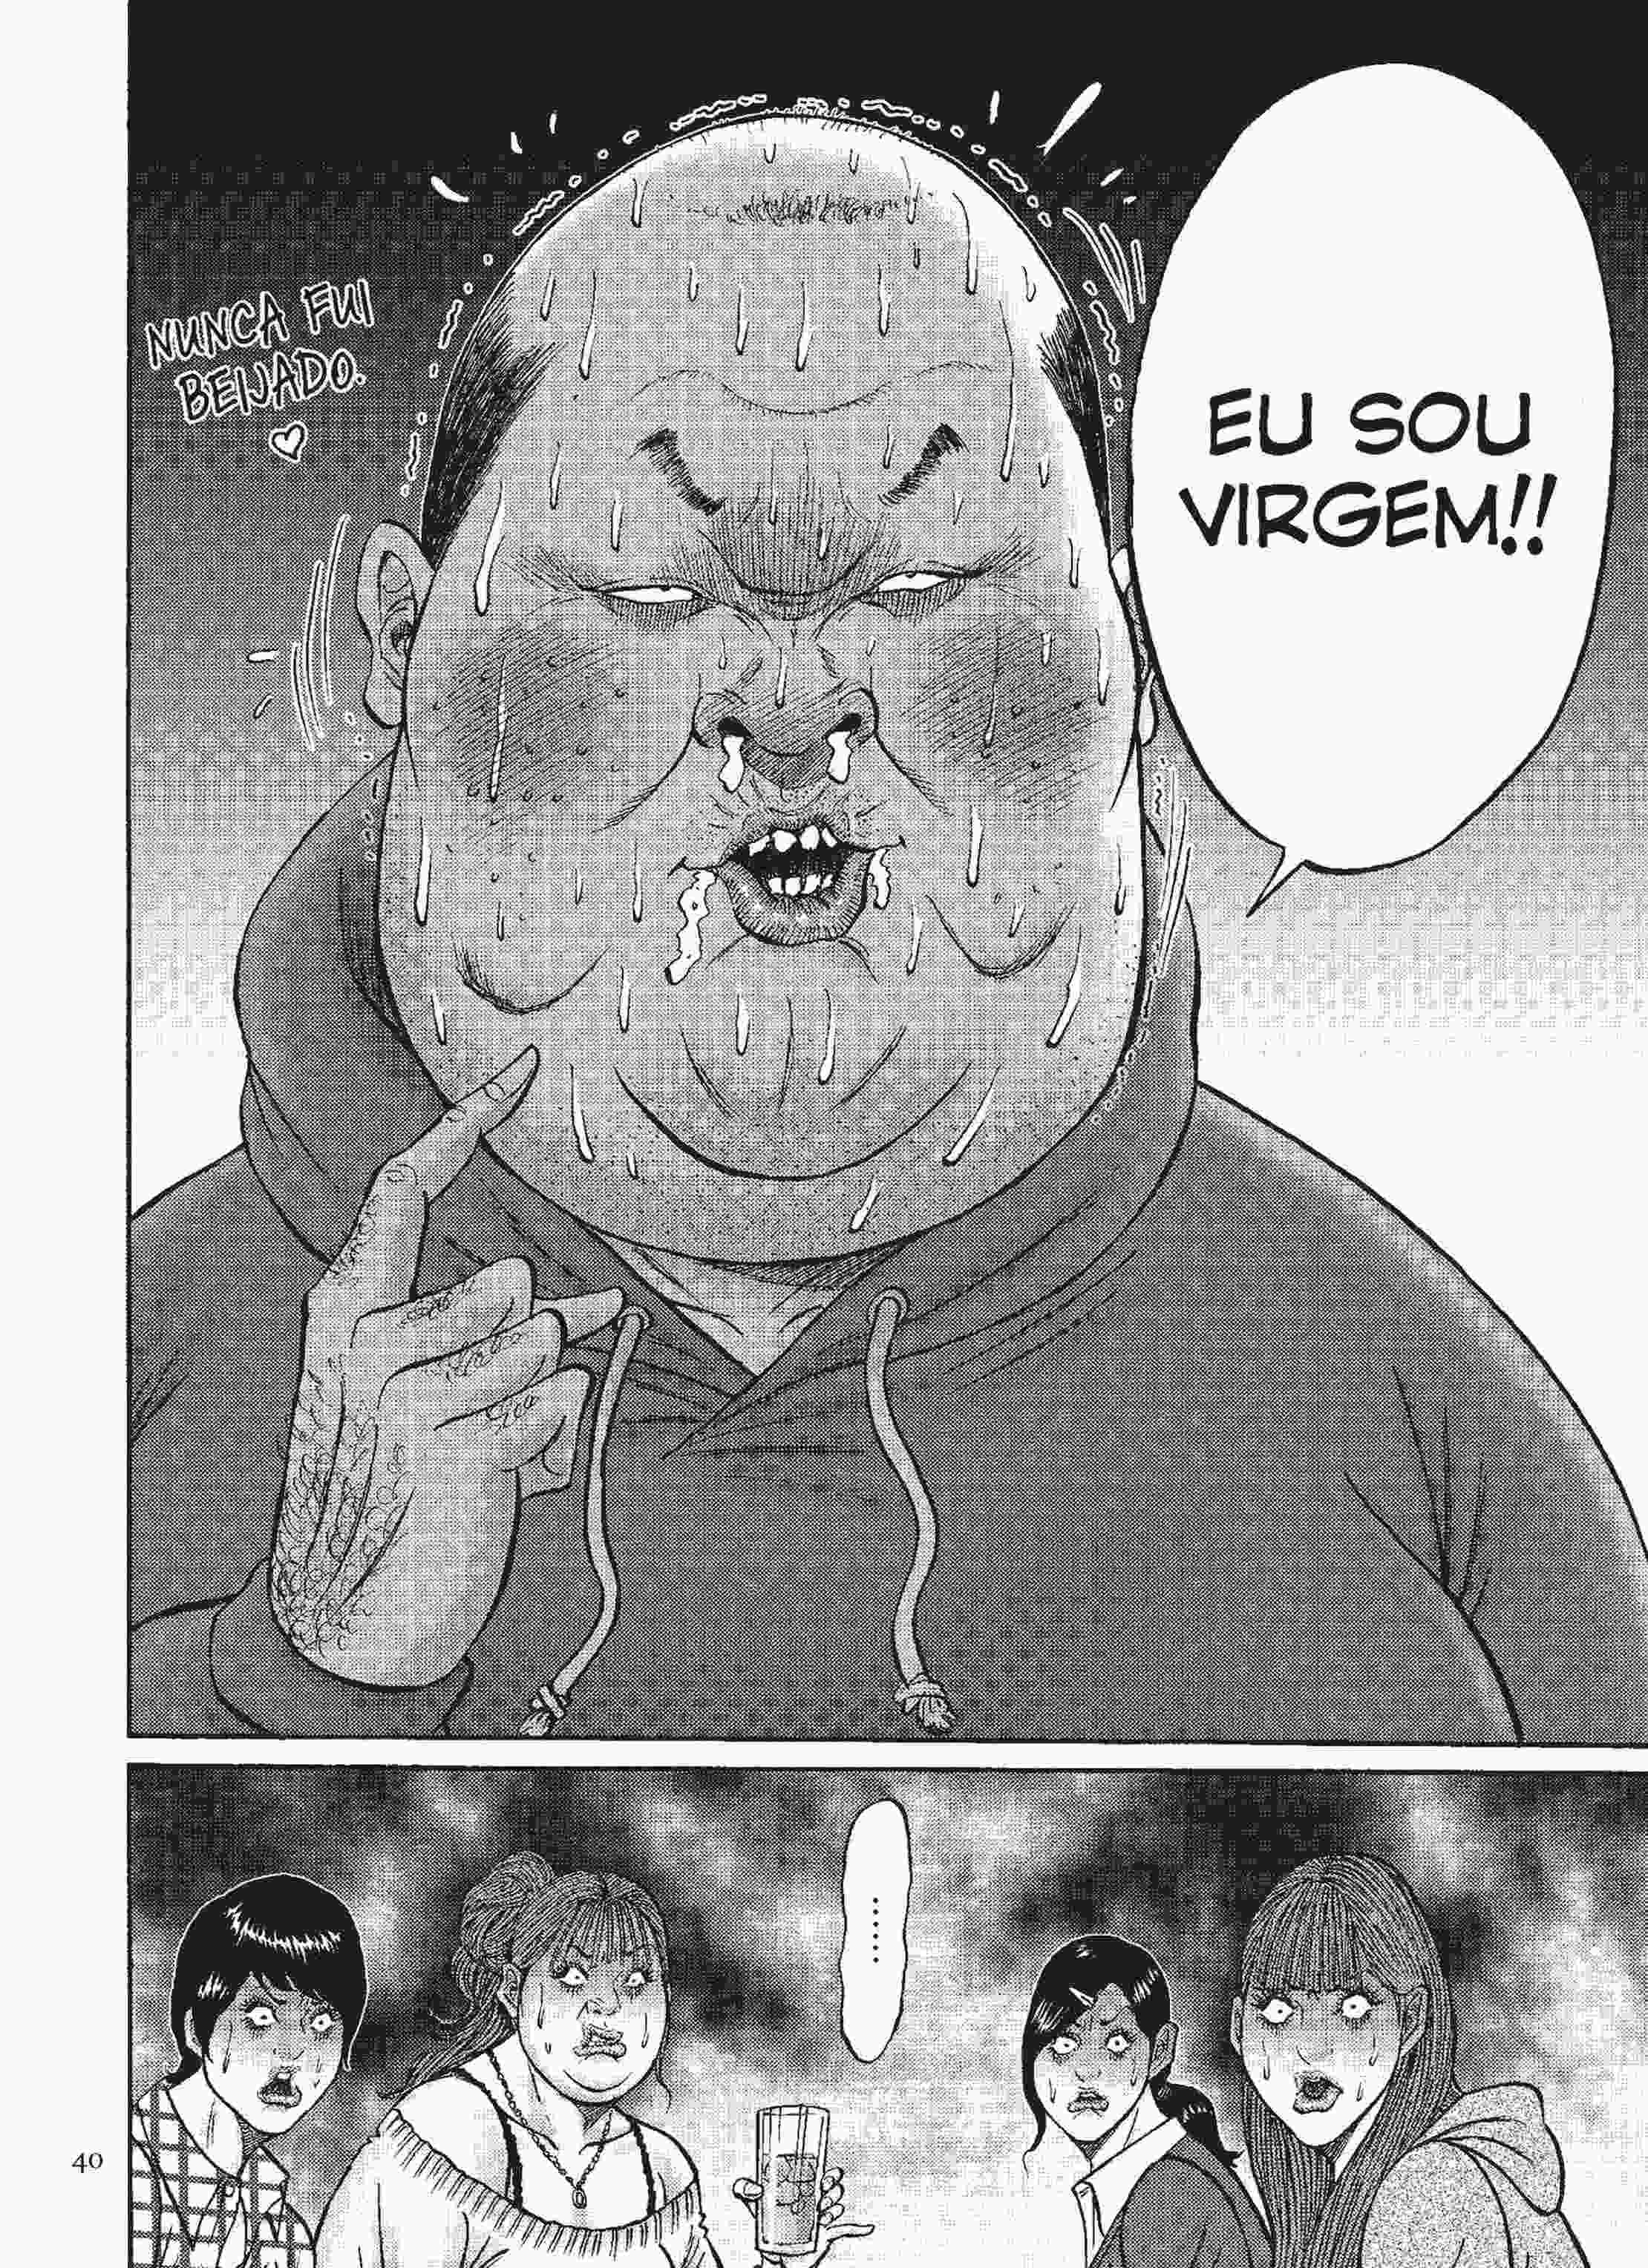 EU SOU
VIRGEM!!
NUNCA FUI
BEIJADO.
......
40